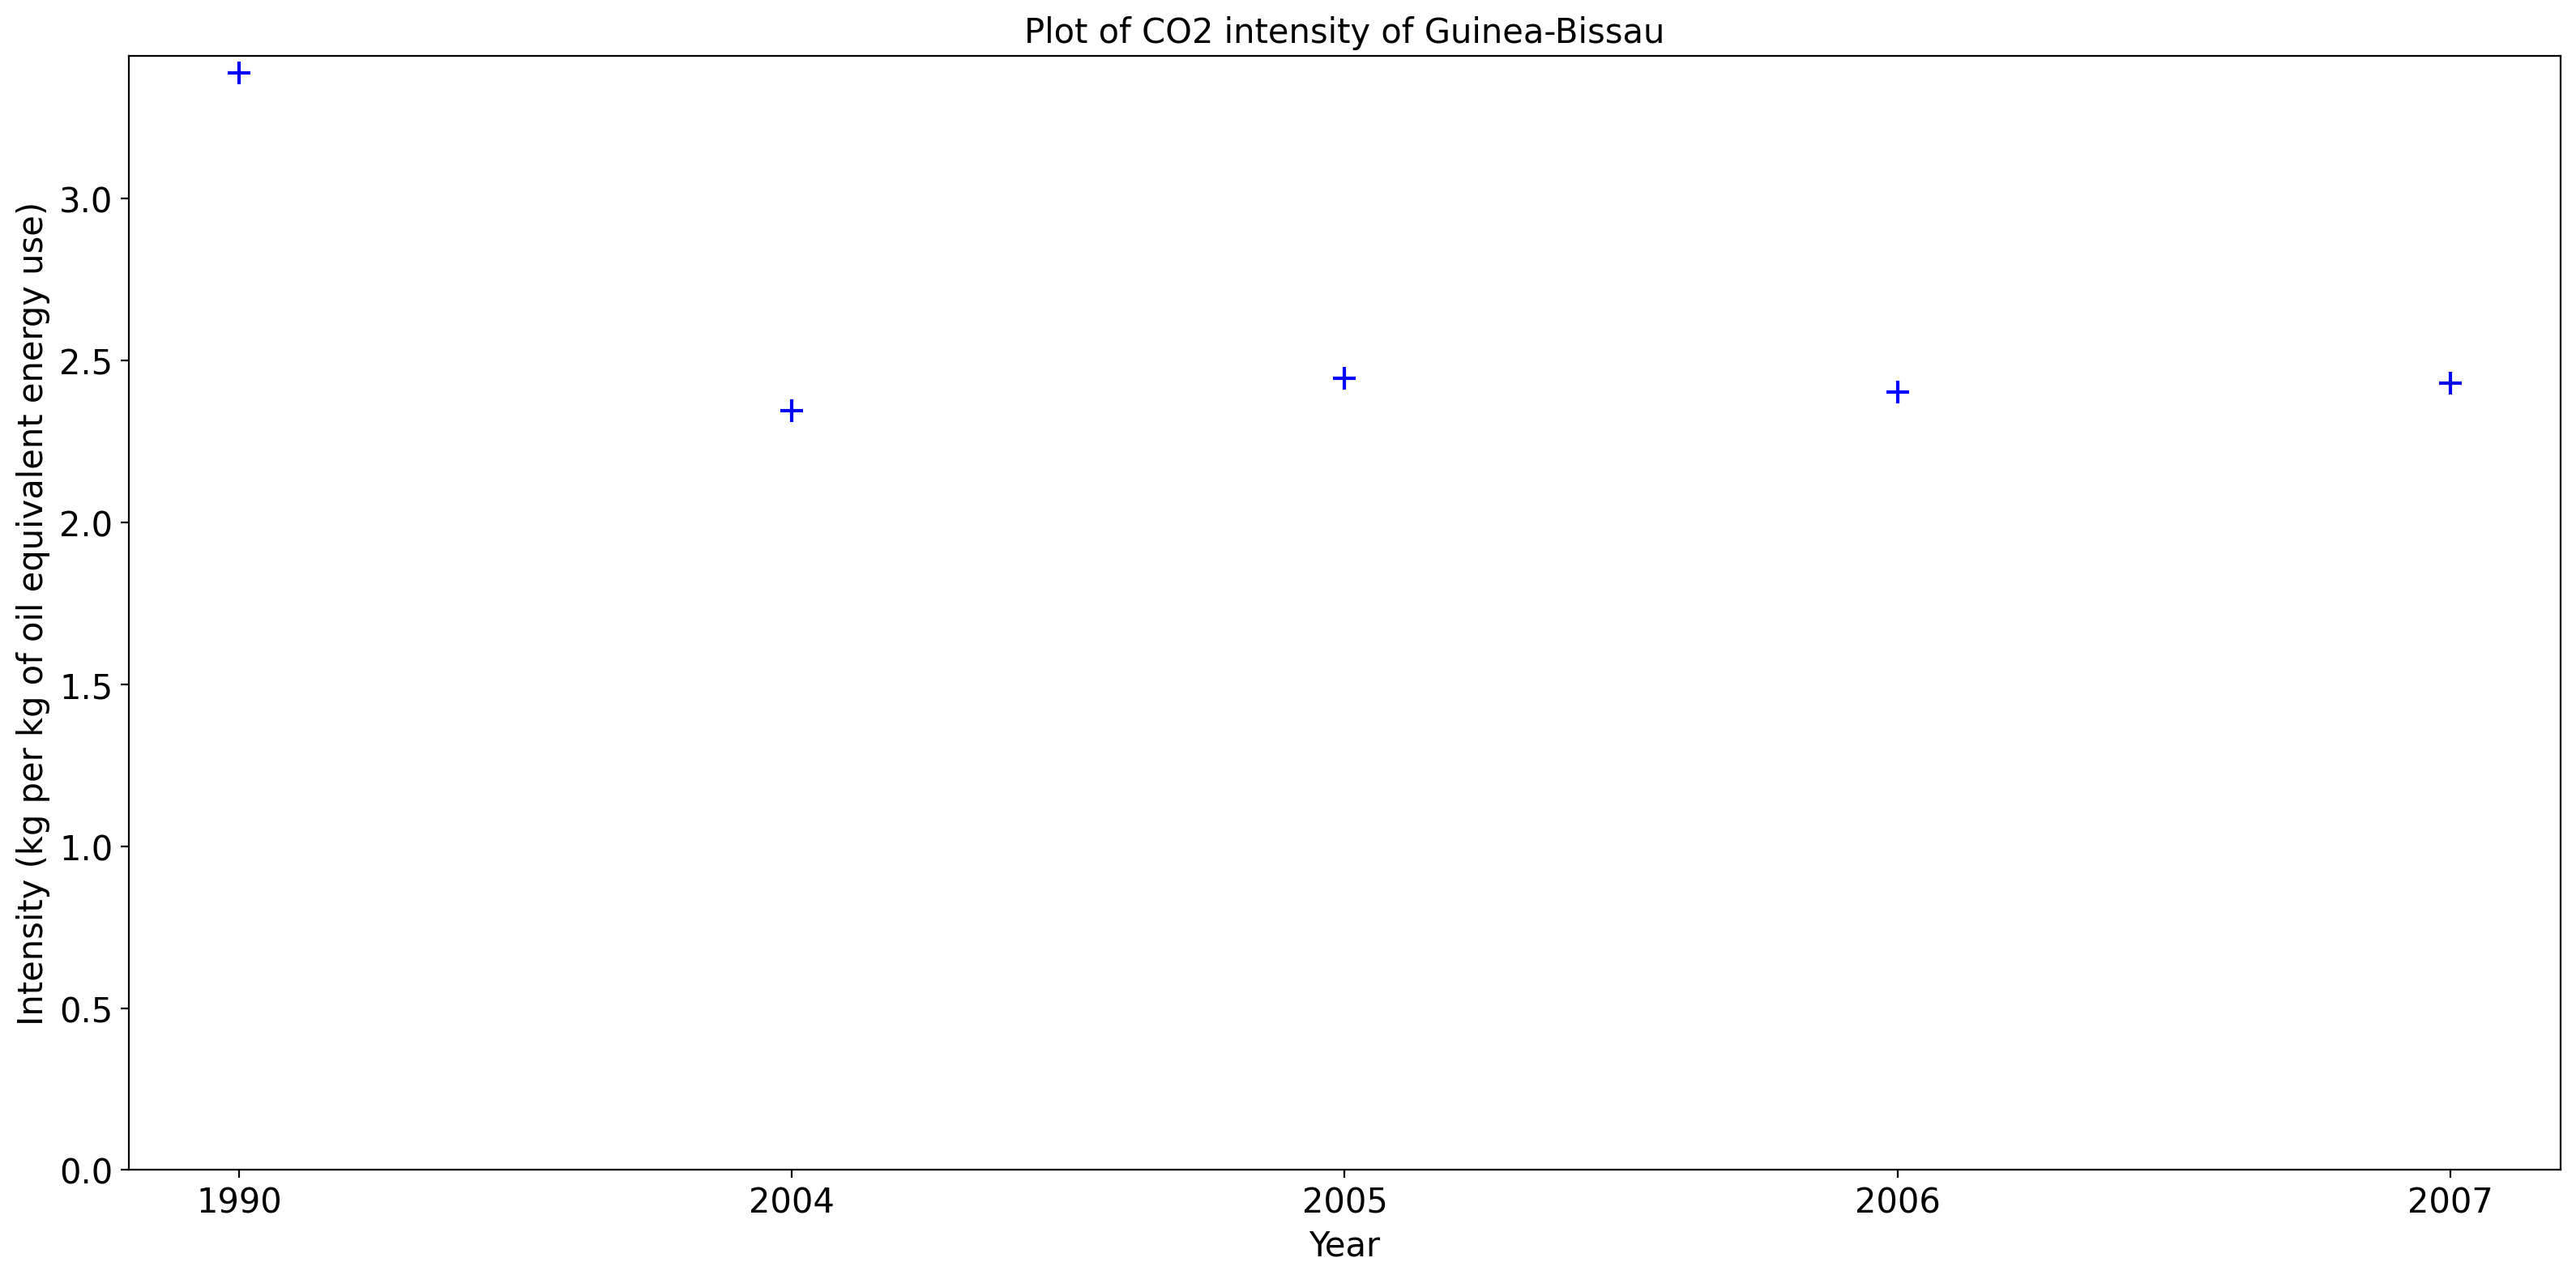 Plot of CO2 intensity of Guinea-Bissau
Intensity (kg per kg of oil equivalent energy use)
3.0
2.5
2.0
1.5
1.0
0.5
0.0
1990 2004 2005 2006 2007
Year